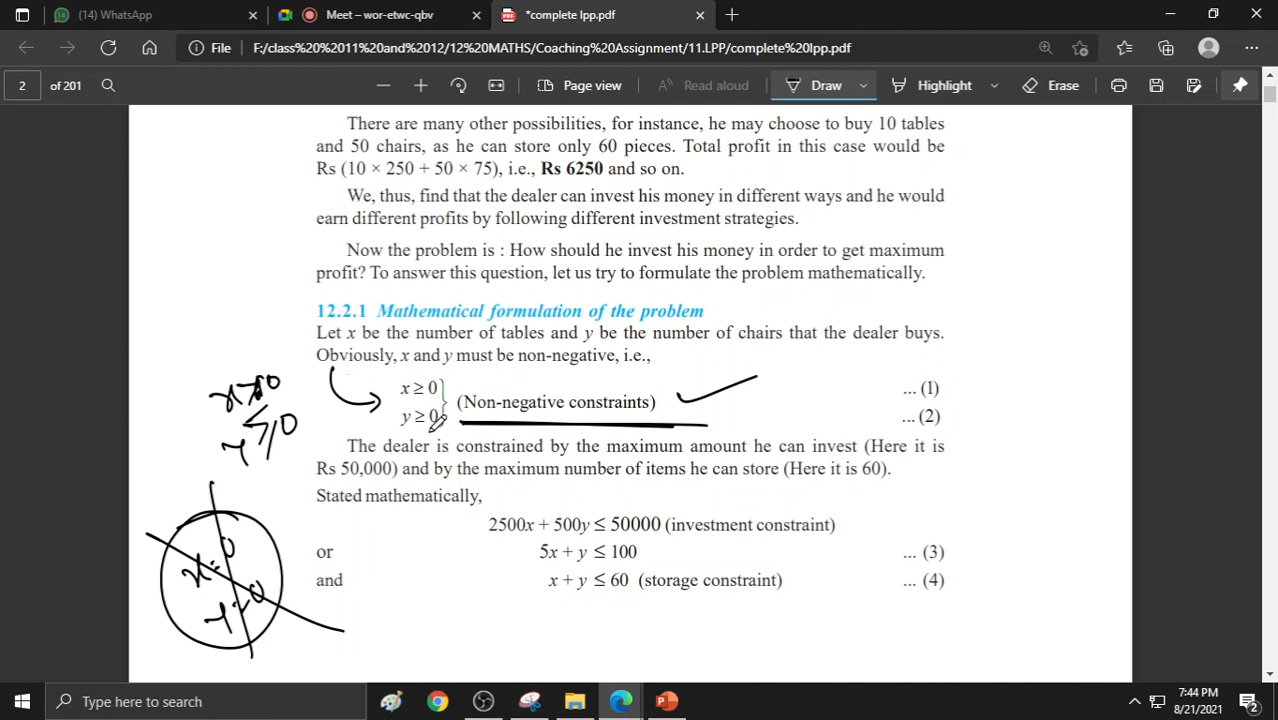 (14) WhatsApp
Meet – wor-etwc-qbv
*complete lpp.pdf
File F:/class%20%2011%20and%2012/12%20MATHS/Coaching%20Assignment/11.LPP/complete%20lpp.pdf
2 of 201 Page view Read aloud Draw Highlight Erase
There are many other possibilities, for instance, he may choose to buy 10 tables
and 50 chairs, as he can store only 60 pieces. Total profit in this case would be
Rs (10 × 250 + 50 × 75), i.e., Rs 6250 and so on.
We, thus, find that the dealer can invest his money in different ways and he would
earn different profits by following different investment strategies.
Now the problem is : How should he invest his money in order to get maximum
profit? To answer this question, let us try to formulate the problem mathematically.
12.2.1 Mathematical formulation of the problem
Let x be the number of tables and y be the number of chairs that the dealer buys.
Obviously, x and y must be non-negative, i.e.,
x ≥ 0 ... (1)
(Non-negative constraints)
y ≥ 0 ... (2)
The dealer is constrained by the maximum amount he can invest (Here it is
Rs 50,000) and by the maximum number of items he can store (Here it is 60).
Stated mathematically,
2500x + 500y ≤ 50000 (investment constraint)
or 5x + y ≤ 100 ... (3)
and x + y ≤ 60 (storage constraint) ... (4)
Type here to search
7:44 PM
8/21/2021
2